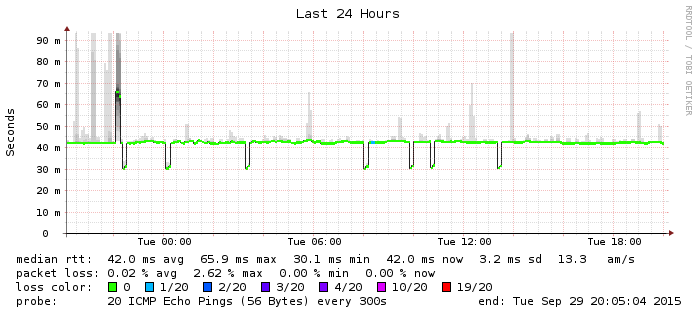 Last 24 Hours
RRDTOOL / TOBI OETIKER
Seconds
90 m
80 m
70 m
60 m
50 m
40 m
30 m
20 m
10 m
0
Tue 00:00 Tue 06:00 Tue 12:00 Tue 18:00
median rtt: 42.0 ms avg 65.9 ms max 30.1 ms min 42.0 ms now 3.2 ms sd 13.3 am/s
packet loss: 0.02 % avg 2.62 % max 0.00 % min 0.00 % now
loss color: 0 1/20 2/20 3/20 4/20 10/20 19/20
probe: 20 ICMP Echo Pings (56 Bytes) every 300s end: Tue Sep 29 20:05:04 2015